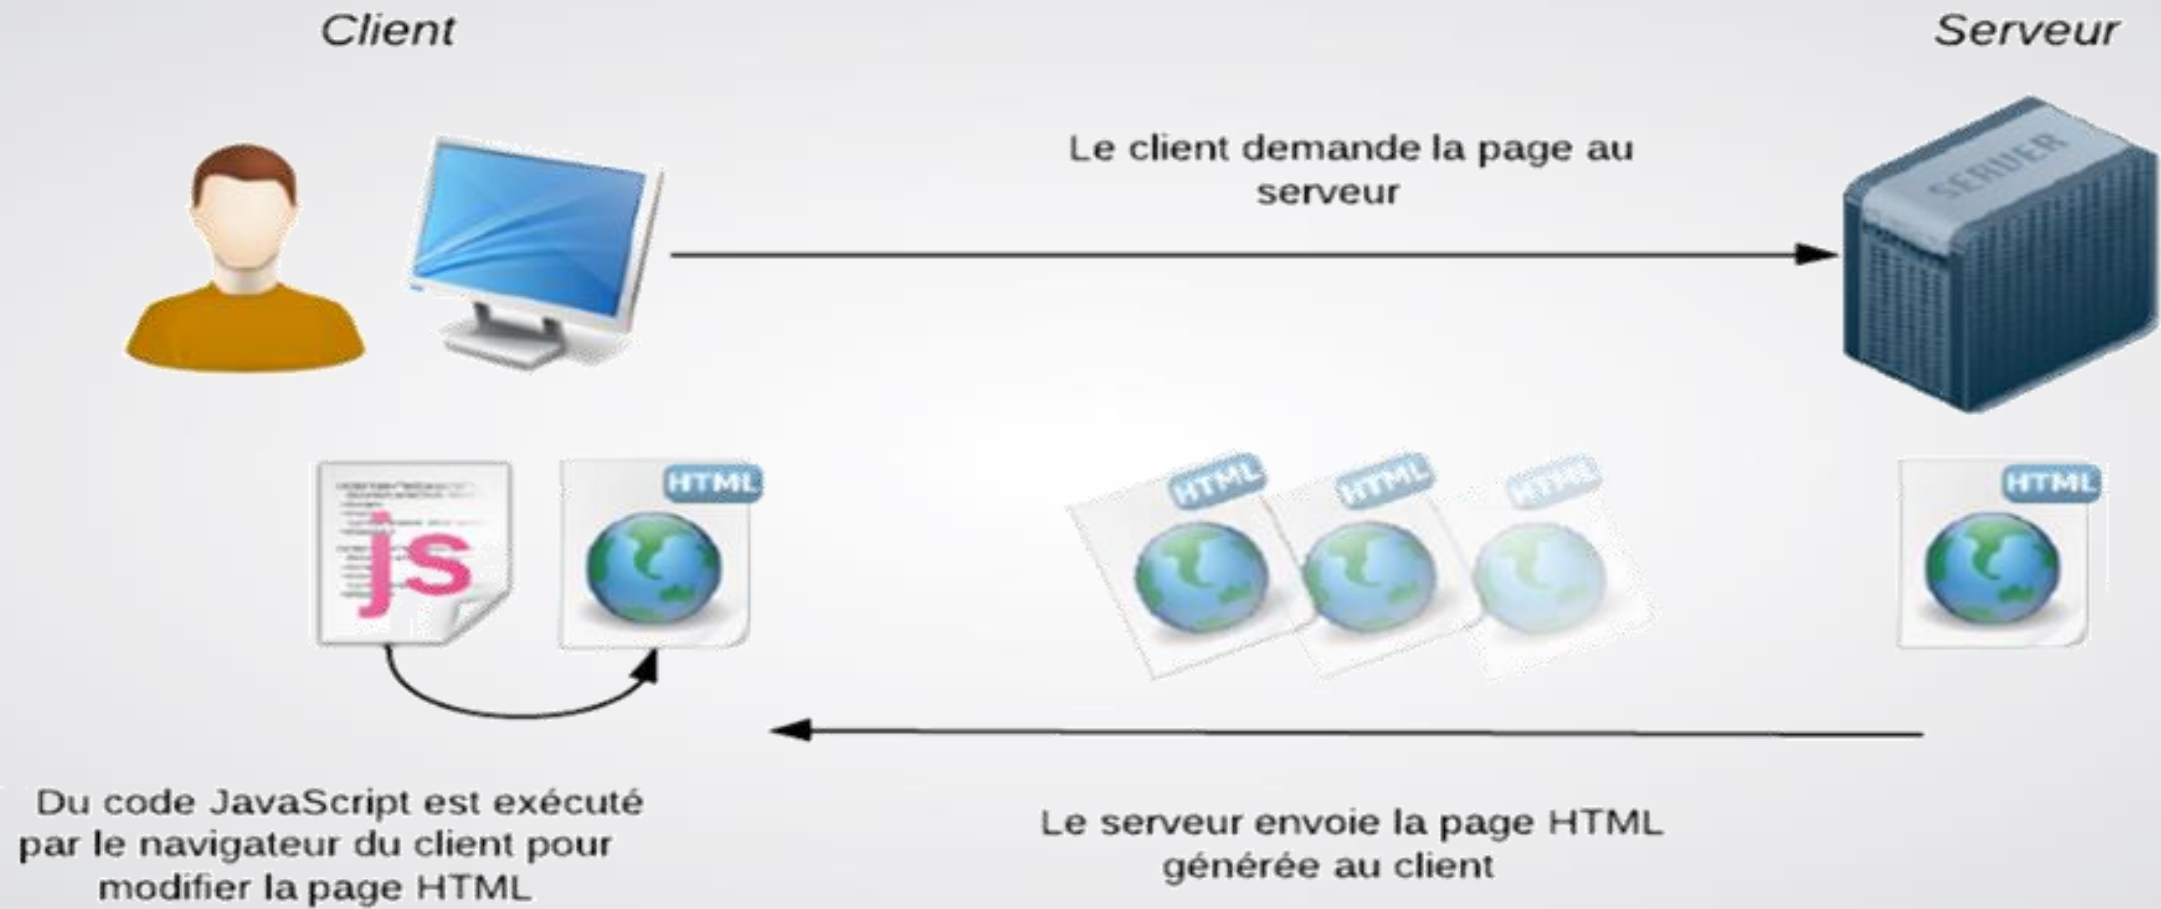 Client
Serveur
Le client demande la page au
serveur
SERVER
js
HTML
HTML
HTML
HTML
HTML
Du code JavaScript est exécuté
par le navigateur du client pour
modifier la page HTML
Le serveur envoie la page HTML
générée au client